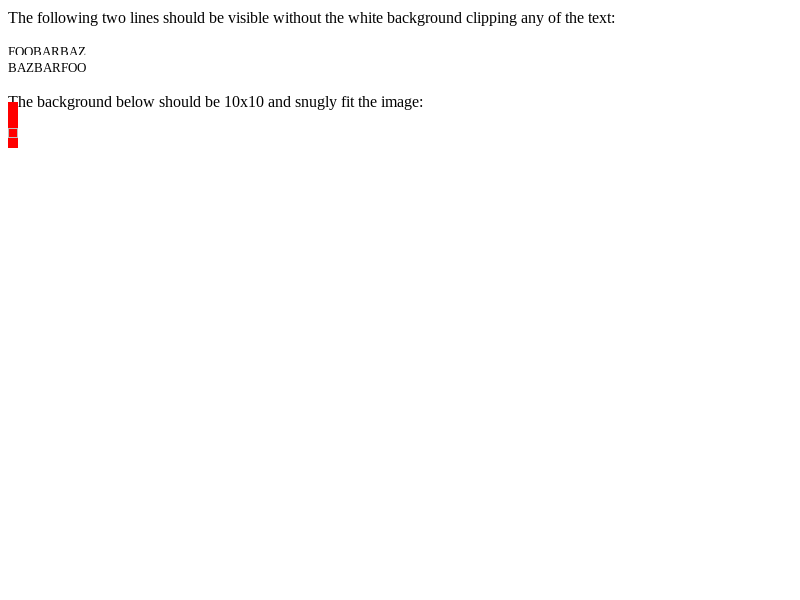 The following two lines should be visible without the white background clipping any of the text:
FOOBARBAZ
BAZBARFOO
The background below should be 10x10 and snugly fit the image: